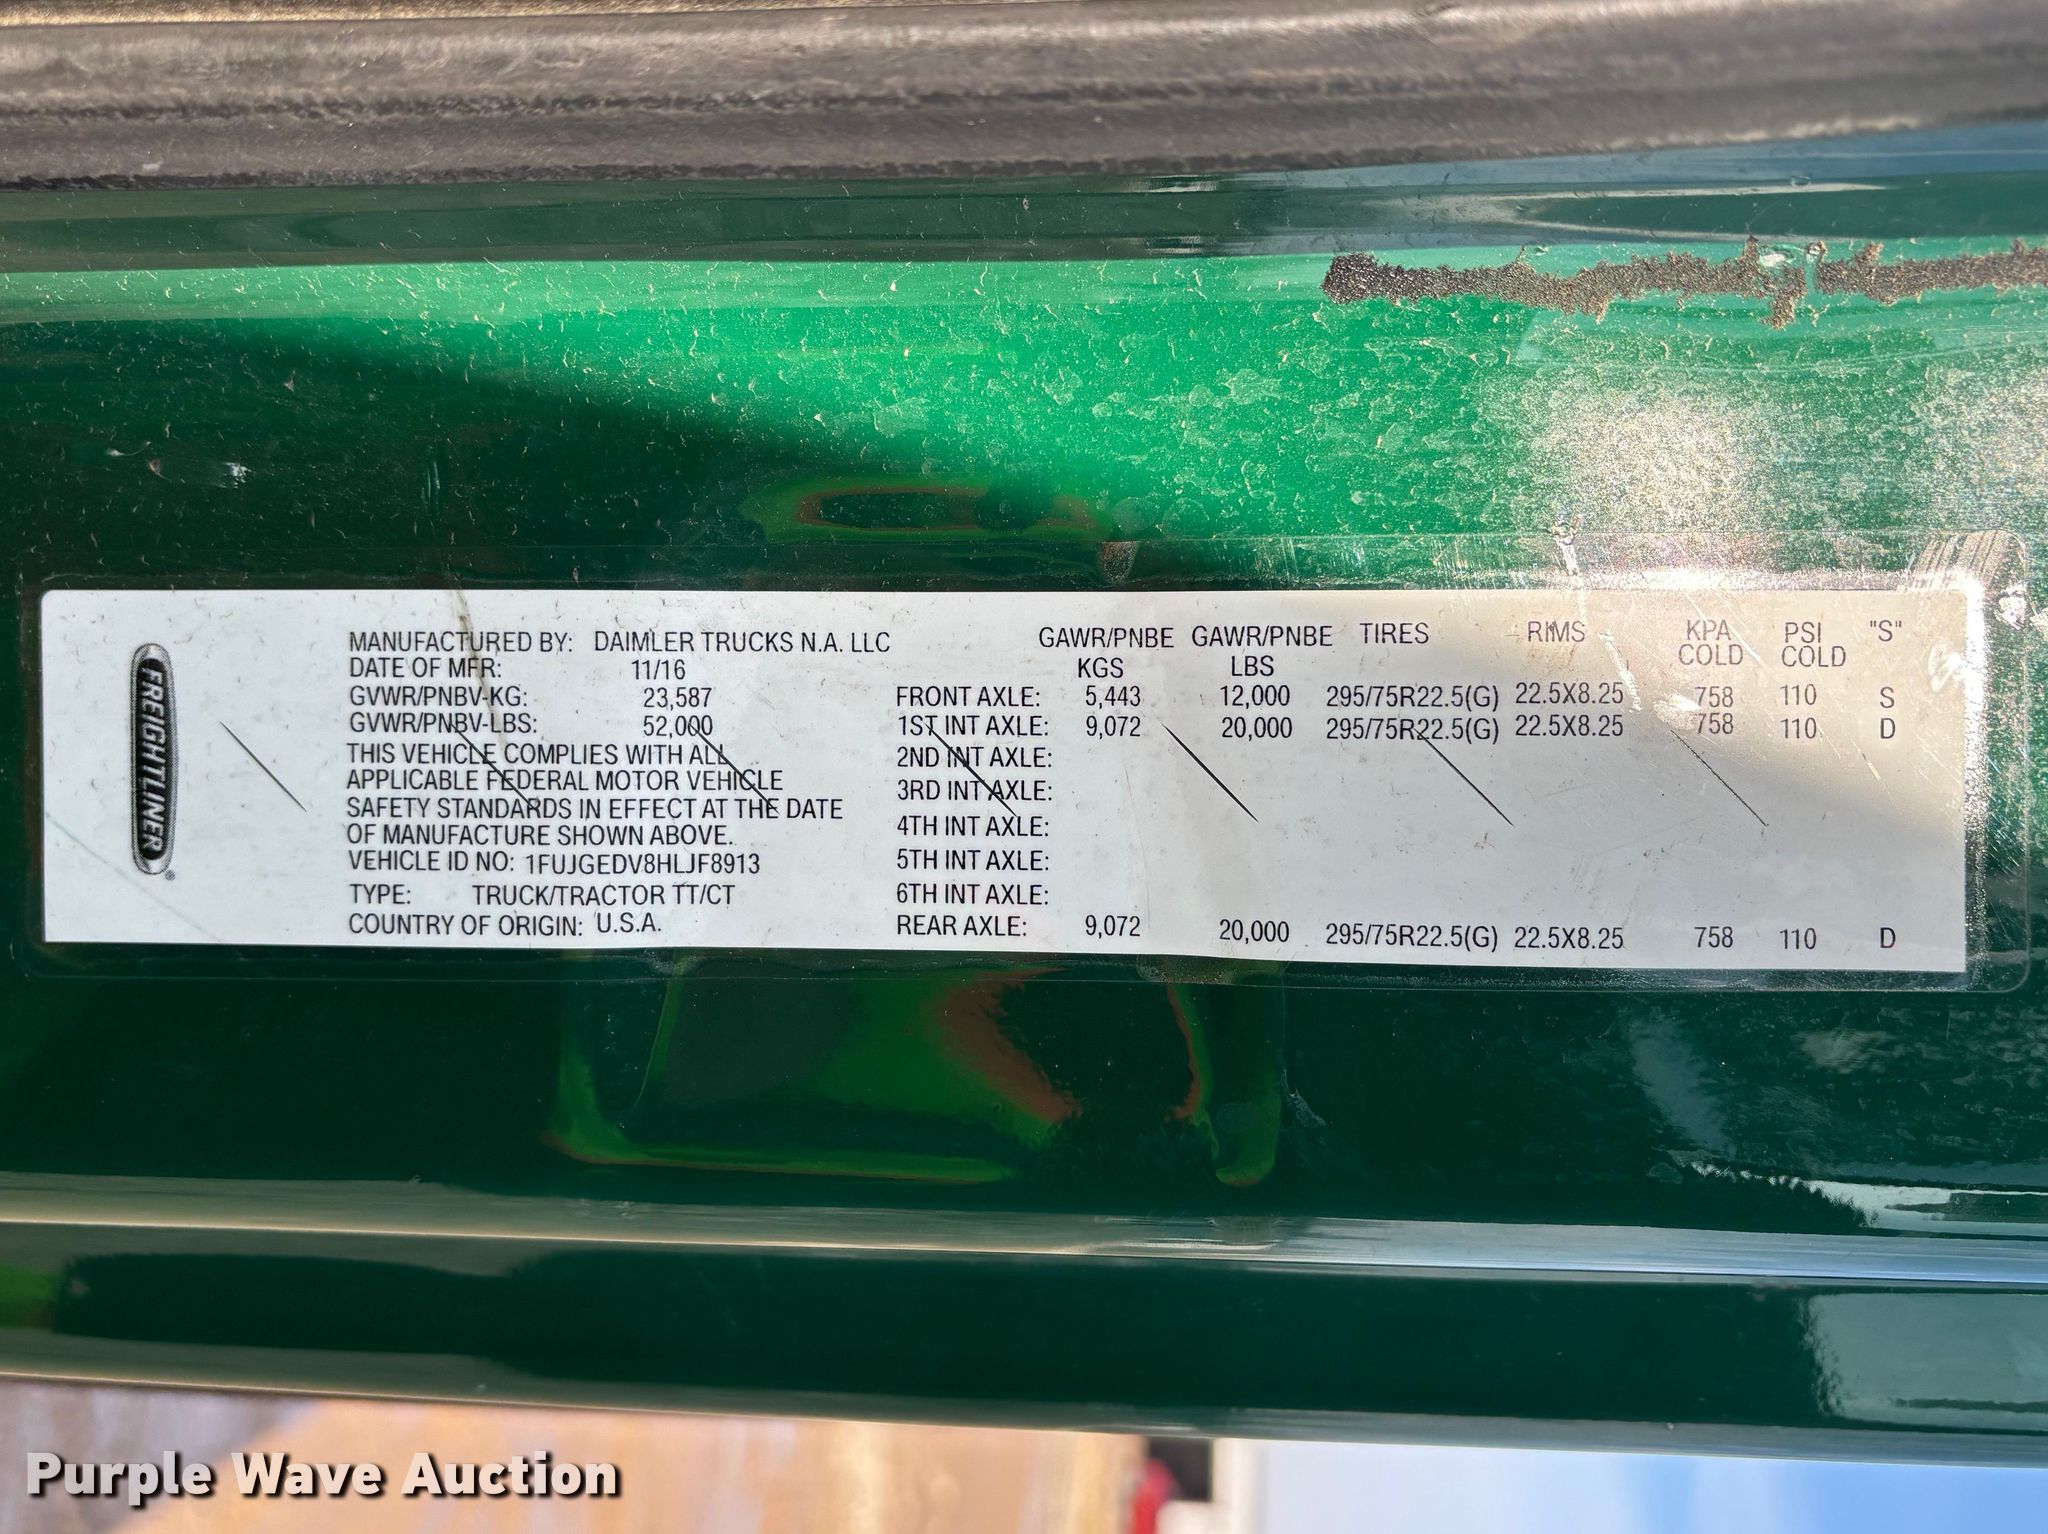 FREIGHTLINER®
MANUFACTURED BY: DAIMLER TRUCKS N.A. LLC
DATE OF MFR: 11/16
GVWR/PNBV-KG: 23,587
GVWR/PNBV-LBS: 52,000
THIS VEHICLE COMPLIES WITH ALL
APPLICABLE FEDERAL MOTOR VEHICLE
SAFETY STANDARDS IN EFFECT AT THE DATE
OF MANUFACTURE SHOWN ABOVE.
VEHICLE ID NO: 1FUJGEDV8HLJF8913
TYPE: TRUCK/TRACTOR TT/CT
COUNTRY OF ORIGIN: U.S.A.
GAWR/PNBE GAWR/PNBE TIRES RIMS KPA PSI "S"
KGS LBS COLD COLD
FRONT AXLE: 5,443 12,000 295/75R22.5(G) 22.5X8.25 758 110 S
1ST INT AXLE: 9,072 20,000 295/75R22.5(G) 22.5X8.25 758 110 D
2ND INT AXLE:
3RD INT AXLE:
4TH INT AXLE:
5TH INT AXLE:
6TH INT AXLE:
REAR AXLE: 9,072 20,000 295/75R22.5(G) 22.5X8.25 758 110 D
Purple Wave Auction